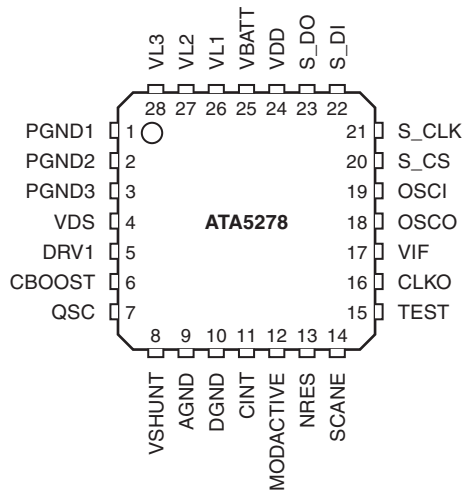 VL3 VL2 VL1 VBATT VDD S_DO S_DI
28 27 26 25 24 23 22
PGND1 1 21 S_CLK
PGND2 2 20 S_CS
PGND3 3 19 OSCI
VDS 4 ATA5278 18 OSCO
DRV1 5 17 VIF
CBOOST 6 16 CLKO
QSC 7 15 TEST
8 9 10 11 12 13 14
VSHUNT AGND DGND CINT MODACTIVE NRES SCANE